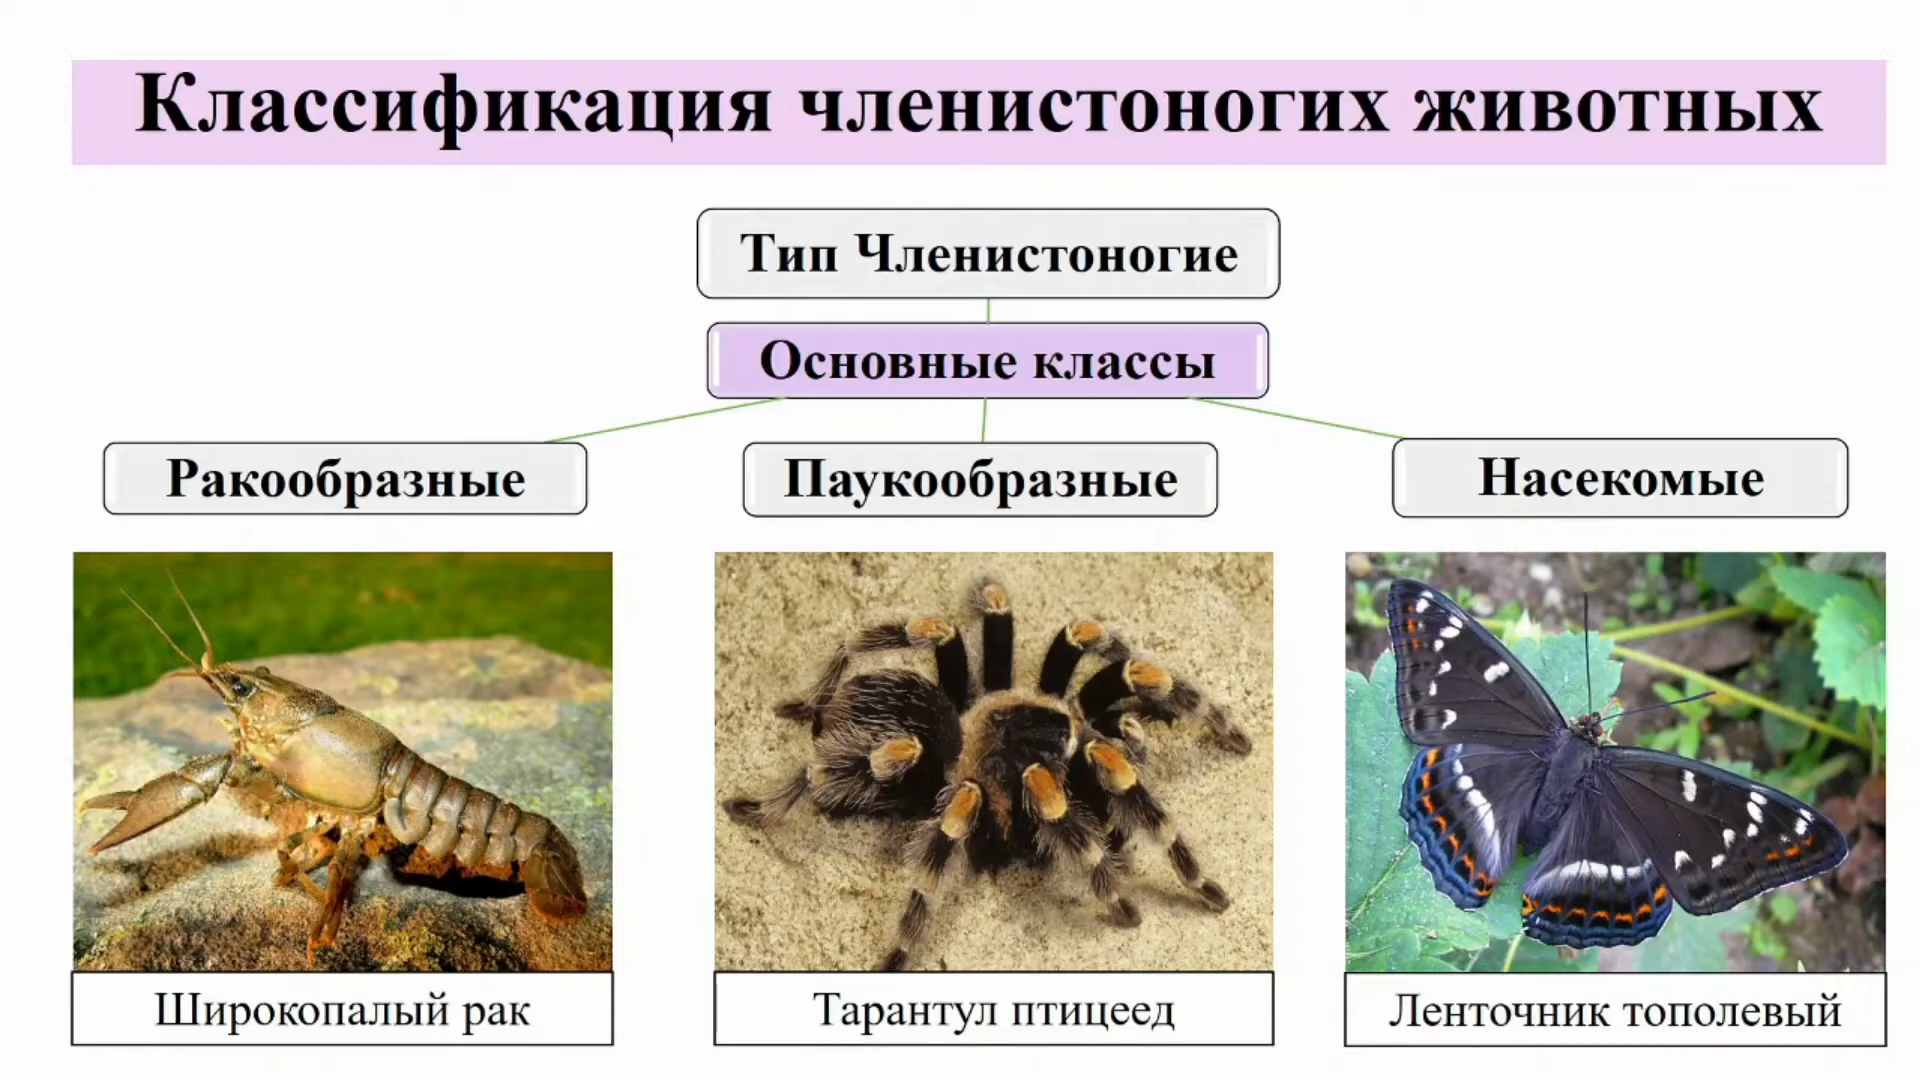 Классификация членистоногих животных
Тип Членистоногие
Основные классы
Ракообразные
Паукообразные
Насекомые
Широкопалый рак
Тарантул птицеед
Ленточник тополевый